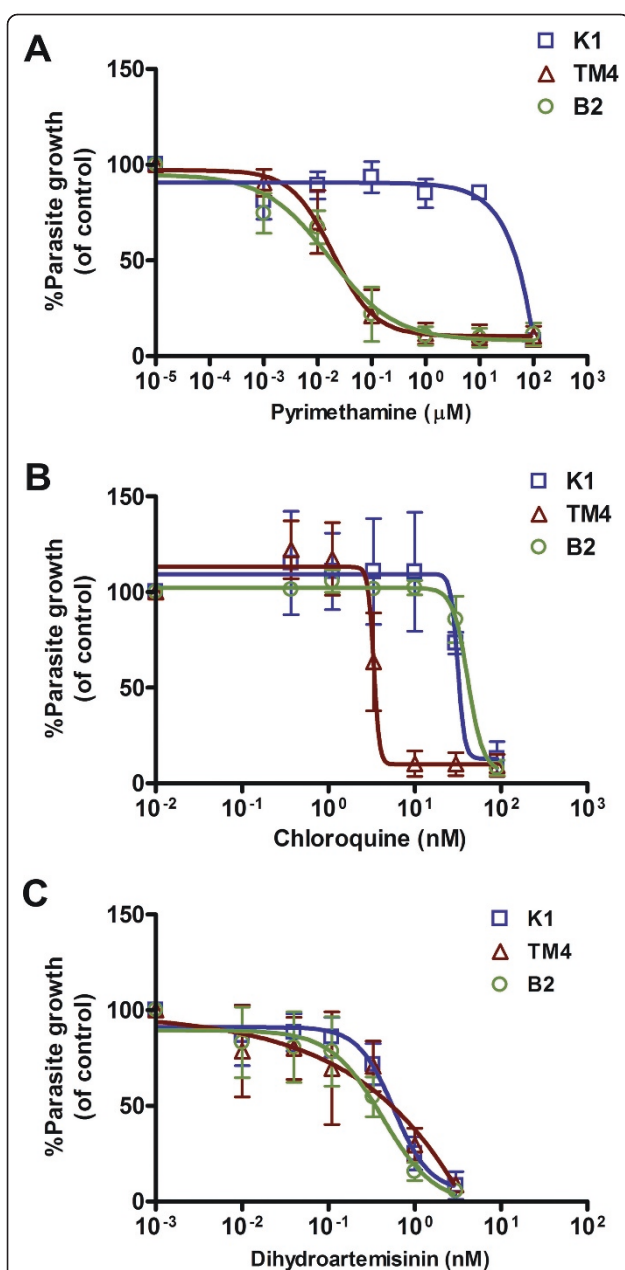 A
K1
TM4
B2
%Parasite growth
(of control)
150
100
50
0
10⁻⁵ 10⁻⁴ 10⁻³ 10⁻² 10⁻¹ 10⁰ 10¹ 10² 10³
Pyrimethamine (μM)
B
K1
TM4
B2
%Parasite growth
(of control)
150
100
50
0
10⁻² 10⁻¹ 10⁰ 10¹ 10² 10³
Chloroquine (nM)
C
K1
TM4
B2
%Parasite growth
(of control)
150
100
50
0
10⁻³ 10⁻² 10⁻¹ 10⁰ 10¹ 10²
Dihydroartemisinin (nM)